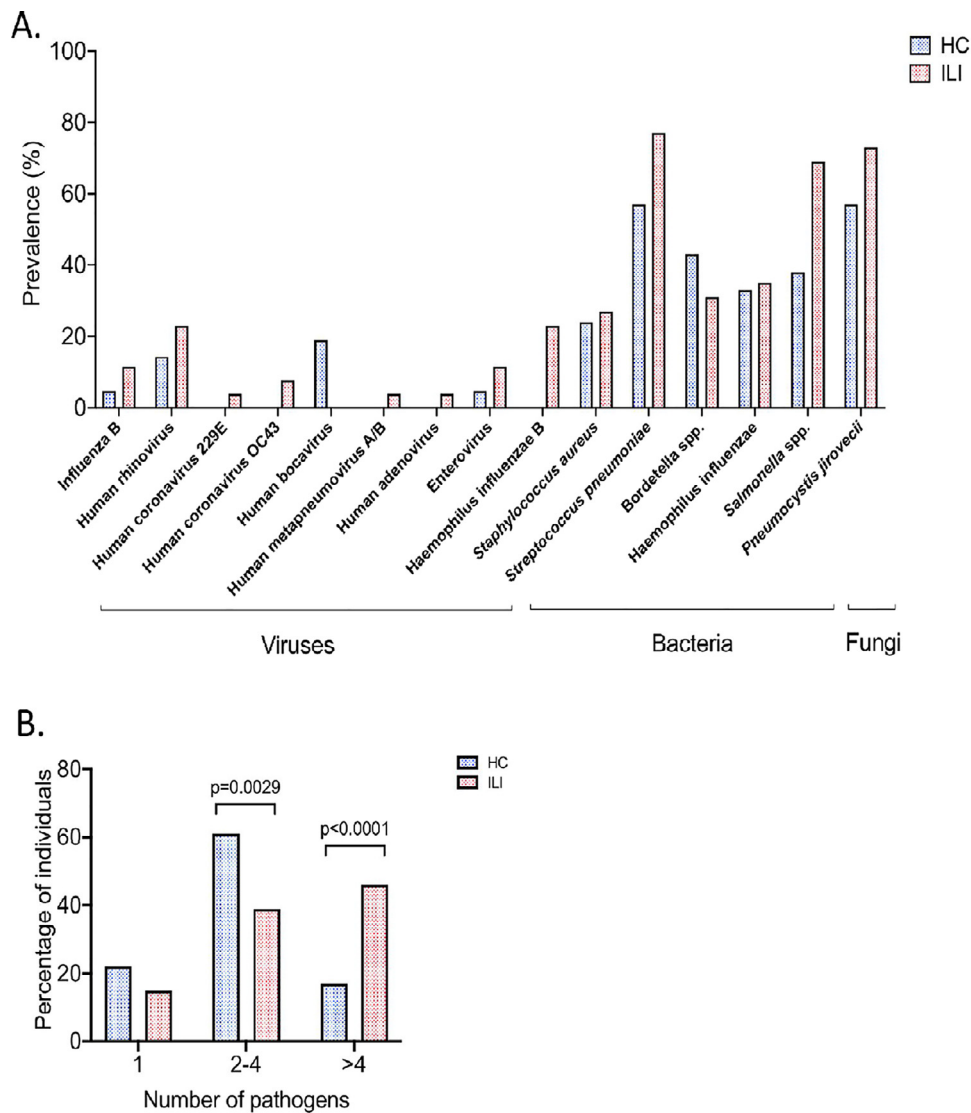 A.
HC
ILI
Prevalence (%)
100
80
60
40
20
0
Influenza B
Human rhinovirus
Human coronavirus 229E
Human coronavirus OC43
Human bocavirus
Human metapneumovirus A/B
Human adenovirus
Enterovirus
Haemophilus influenzae B
Staphylococcus aureus
Streptococcus pneumoniae
Bordetella spp.
Haemophilus influenzae
Salmonella spp.
Pneumocystis jirovecii
Viruses
Bacteria
Fungi
B.
HC
ILI
Percentage of individuals
80
60
40
20
0
p=0.0029
p<0.0001
1
2-4
>4
Number of pathogens